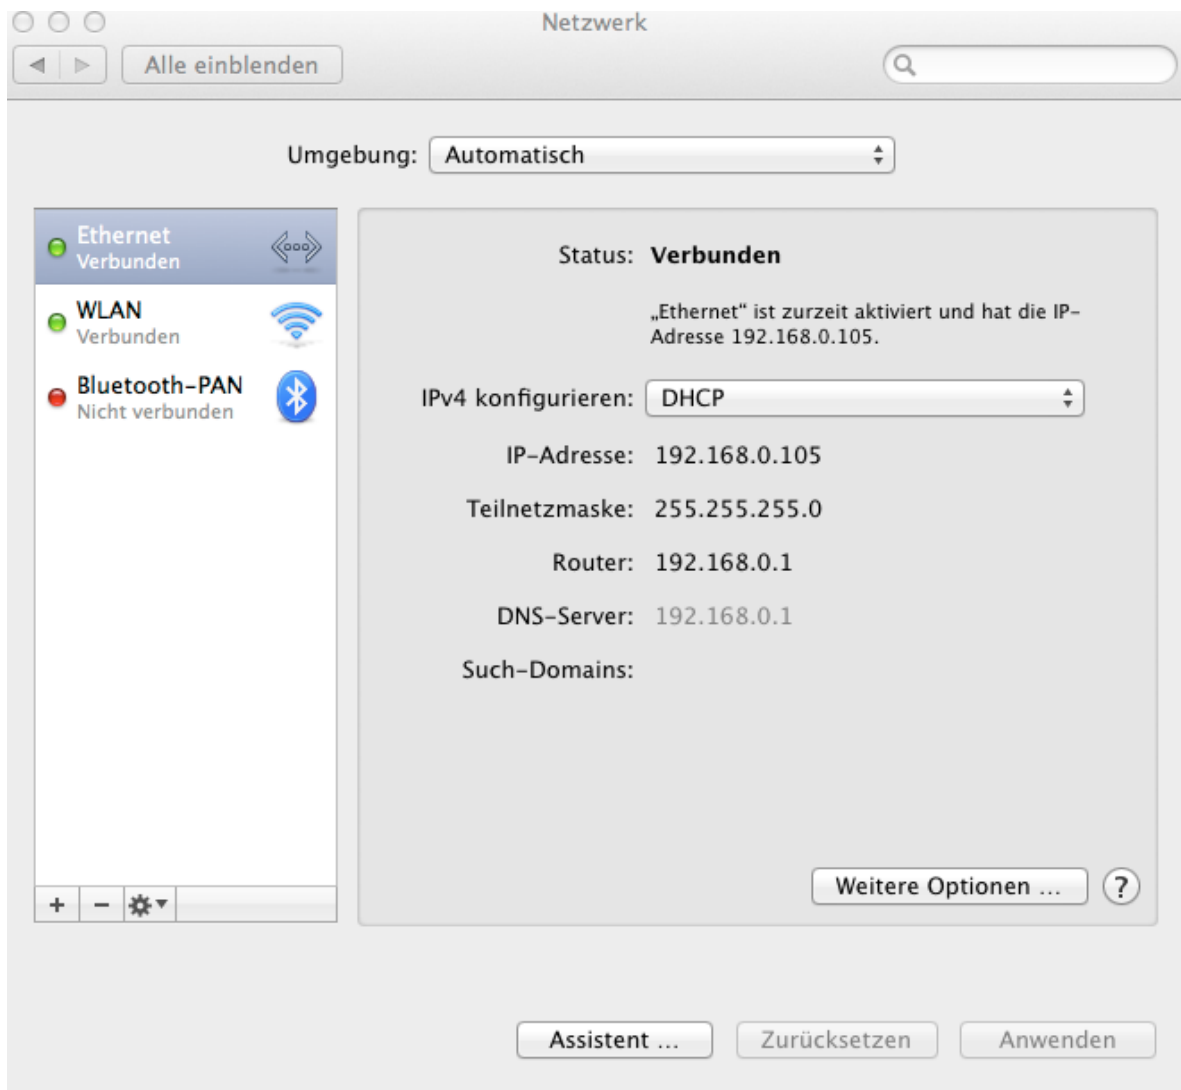 Netzwerk
Alle einblenden
Umgebung: Automatisch
Ethernet
Verbunden
WLAN
Verbunden
Bluetooth-PAN
Nicht verbunden
Status: Verbunden
„Ethernet“ ist zurzeit aktiviert und hat die IP-
Adresse 192.168.0.105.
IPv4 konfigurieren: DHCP
IP-Adresse: 192.168.0.105
Teilnetzmaske: 255.255.255.0
Router: 192.168.0.1
DNS-Server: 192.168.0.1
Such-Domains:
Weitere Optionen ... ?
+ −
Assistent ... Zurücksetzen Anwenden